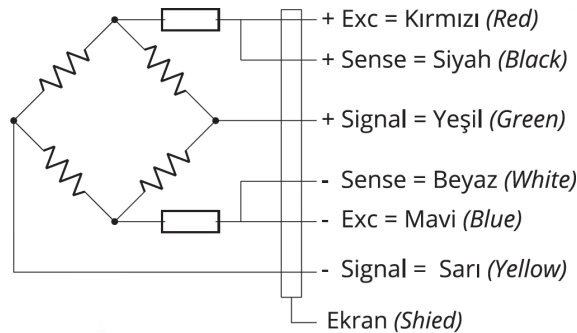 + Exc = Kırmızı (Red)
+ Sense = Siyah (Black)
+ Signal = Yeşil (Green)
- Sense = Beyaz (White)
- Exc = Mavi (Blue)
- Signal = Sarı (Yellow)
Ekran (Shied)